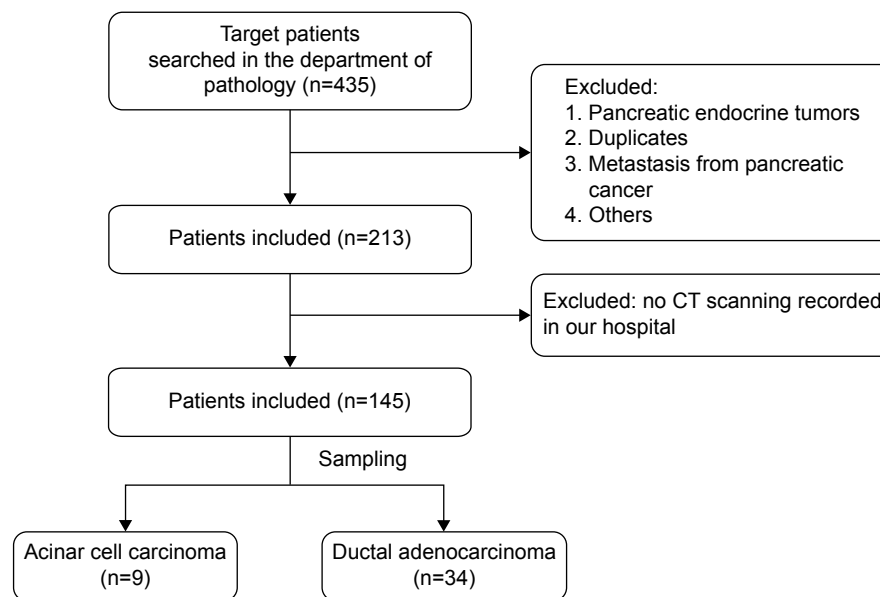 Target patients
searched in the department of
pathology (n=435)
Excluded:
1. Pancreatic endocrine tumors
2. Duplicates
3. Metastasis from pancreatic
cancer
4. Others
Patients included (n=213)
Excluded: no CT scanning recorded
in our hospital
Patients included (n=145)
Sampling
Acinar cell carcinoma
(n=9)
Ductal adenocarcinoma
(n=34)